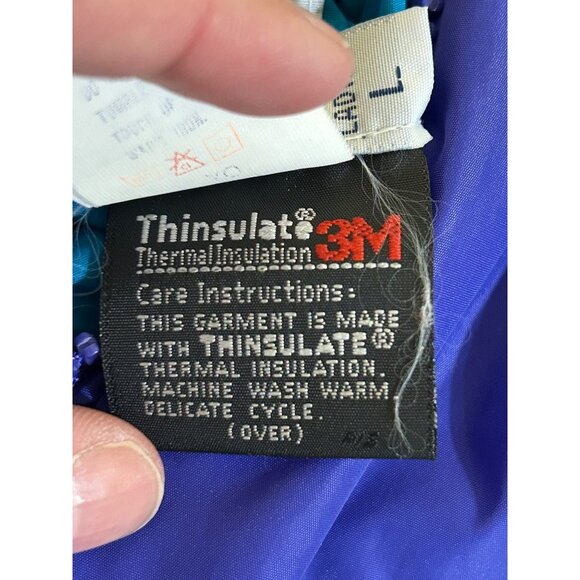 L
Thinsulate® 3M
Thermal Insulation
Care Instructions:
THIS GARMENT IS MADE
WITH THINSULATE®
THERMAL INSULATION.
MACHINE WASH WARM
DELICATE CYCLE.
(OVER)